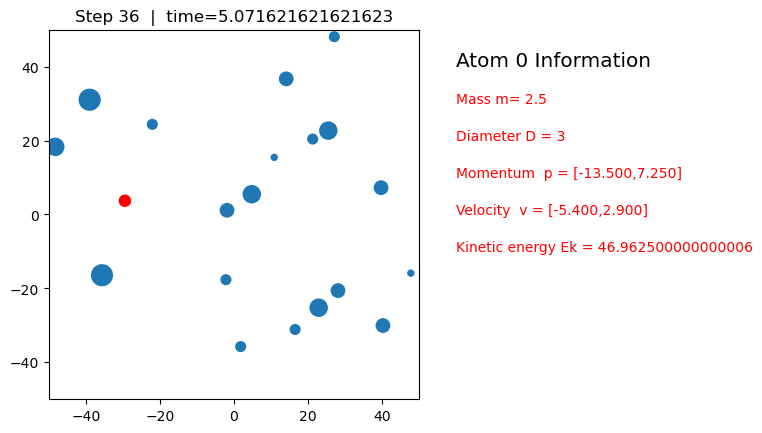 Step 36  |  time=5.071621621621623
Atom 0 Information
Mass m= 2.5
Diameter D = 3
Momentum  p = [-13.500,7.250]
Velocity  v = [-5.400,2.900]
Kinetic energy Ek = 46.962500000000006
40
20
0
−20
−40
−40 −20 0 20 40